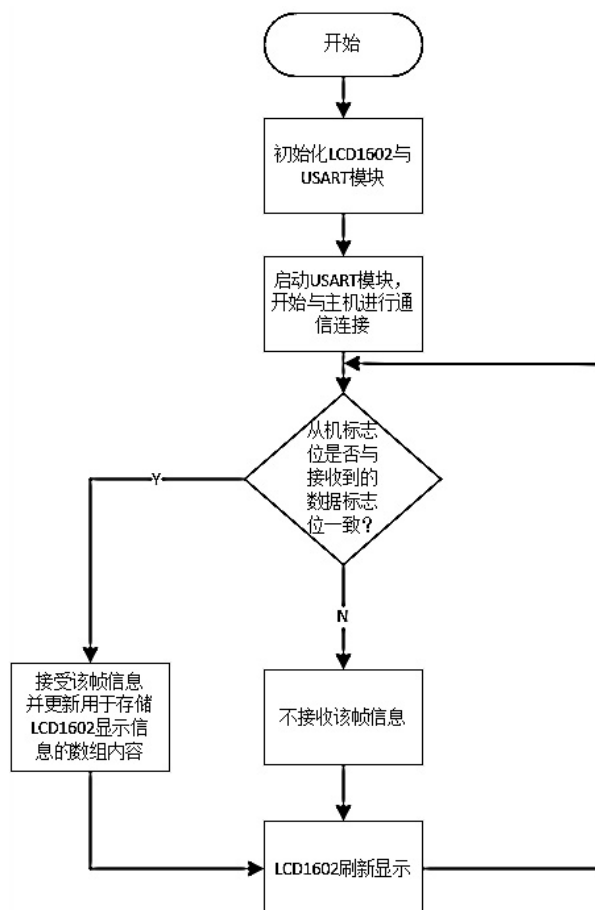 开始
初始化LCD1602与
USART模块
启动USART模块，
开始与主机进行通
信连接
从机标志
位是否与
接收到的
数据标志
位一致？
Y
N
接受该帧信息
并更新用于存储
LCD1602显示信
息的数组内容
不接收该帧信息
LCD1602刷新显示